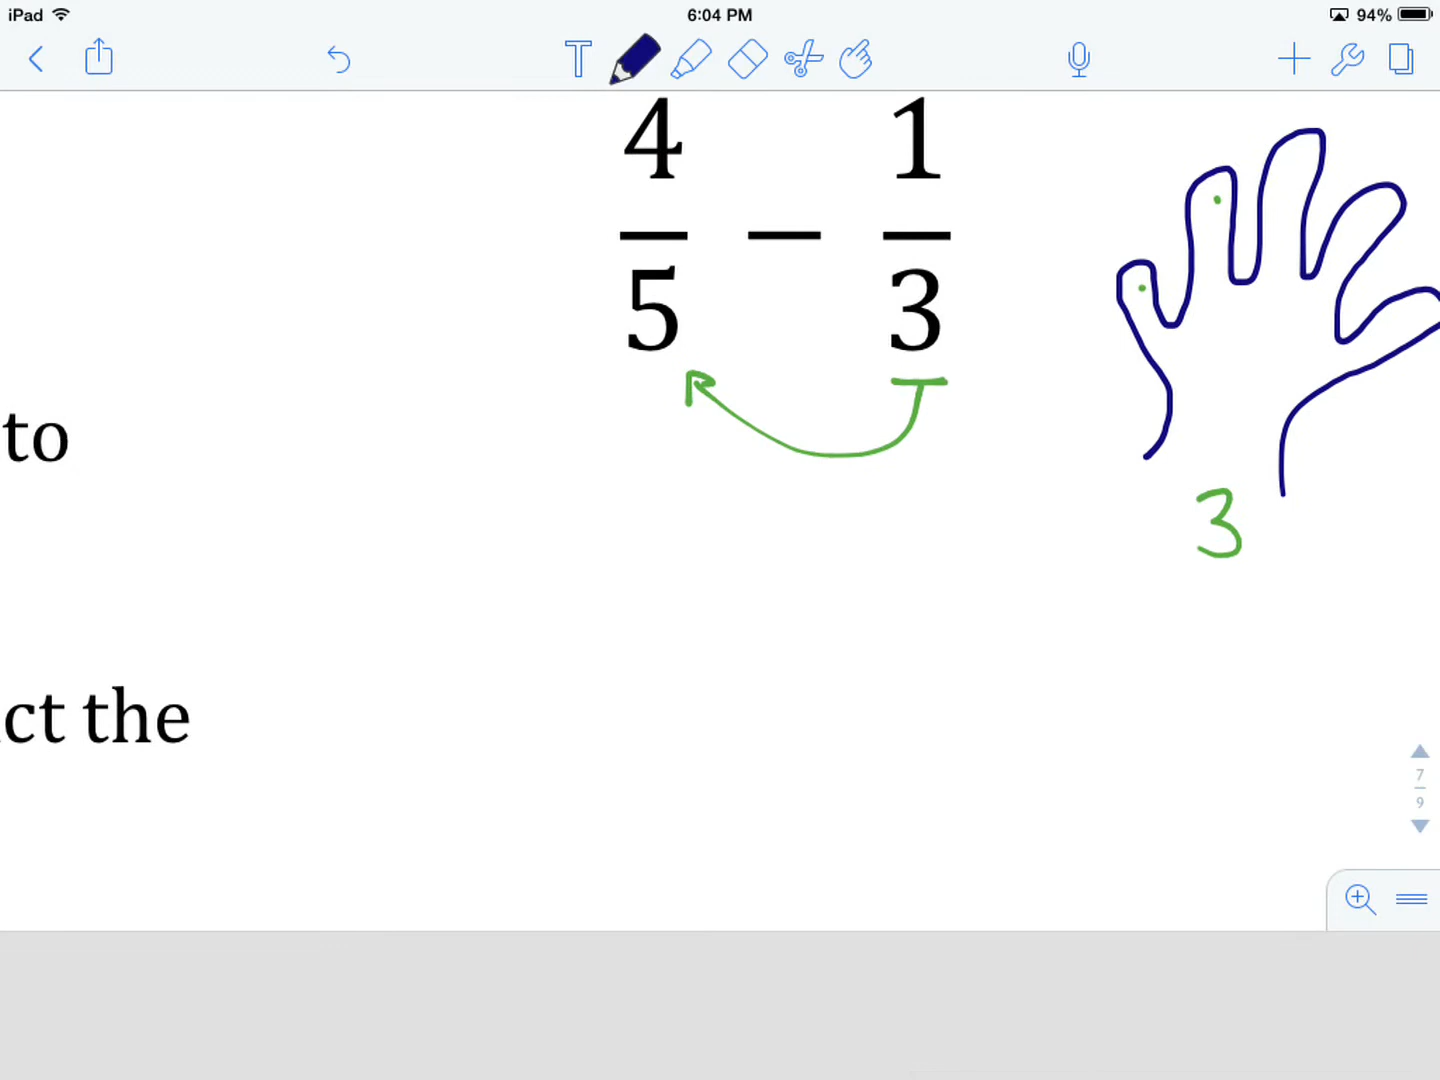 iPad 6:04 PM 94%
T
4 1
— — —
5 3
to
3
ct the
7
9